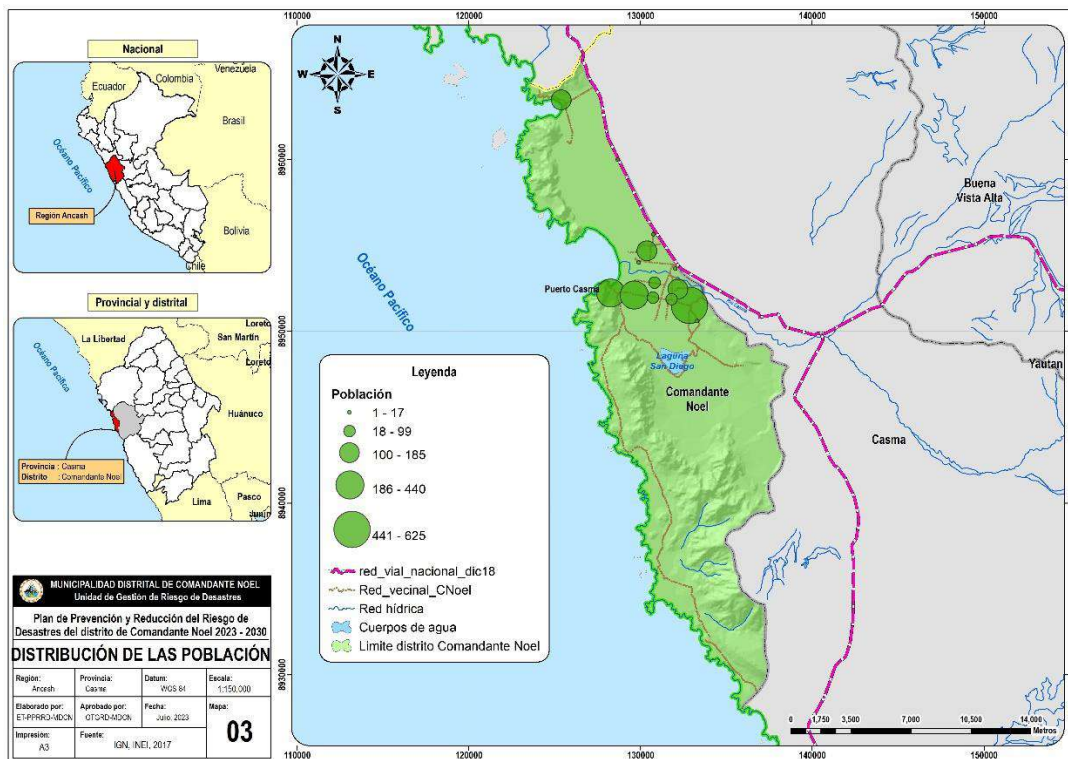 Nacional
Venezuela
Colombia
Ecuador
Brasil
Océano Pacífico
Región Ancash
Bolivia
Chile
Provincial y distrital
La Libertad
Loreto
San Martín
Loreto
Océano Pacífico
Huánuco
Provincia : Casma
Distrito : Comandante Noel
Lima
Pasco
Junín
MUNICIPALIDAD DISTRITAL DE COMANDANTE NOEL
Unidad de Gestión de Riesgo de Desastres
Plan de Prevención y Reducción del Riesgo de
Desastres del distrito de Comandante Noel 2023 - 2030
DISTRIBUCIÓN DE LAS POBLACIÓN
Región: Provincia: Datum: Escala:
Ancash Casma WGS 84 1:150,000
Elaborado por: Aprobado por: Fecha: Mapa:
ET-PPRRD-MDCN Julio, 2023
03
Impresión: Fuente:
A3 IGN, INEI, 2017
110000 120000 130000 140000 150000
N
W E
S
8960000
8950000
8940000
8930000
Buena
Vista Alta
Océano Pacífico
Puerto Casma
Laguna
San Diego
Yautan
Comandante
Noel
Casma
Leyenda
Población
1 - 17
18 - 99
100 - 185
186 - 440
441 - 625
red_vial_nacional_dic18
Red_vecinal_CNoel
Red hídrica
Cuerpos de agua
Limite distrito Comandante Noel
0 1,750 3,500 7,000 10,500 14,000
Metros
110000 120000 130000 140000 150000